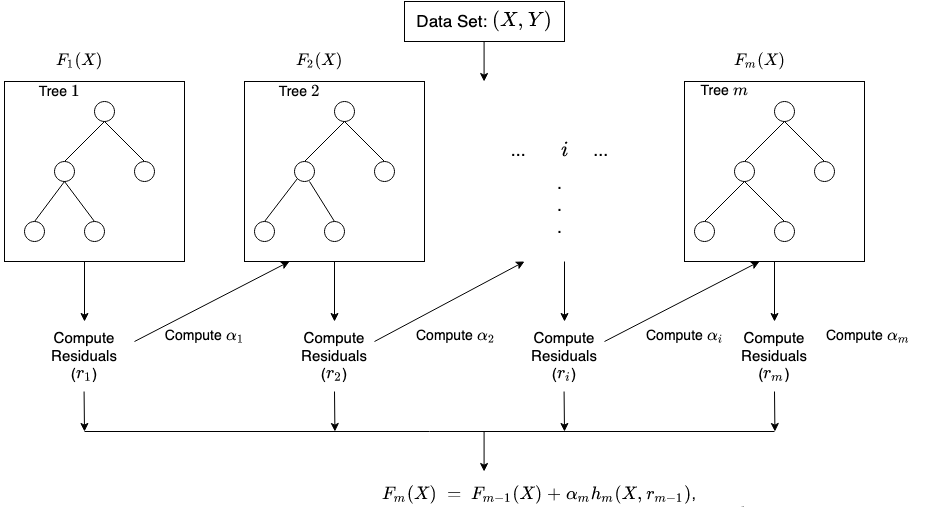 Data Set: (X, Y)
F₁(X) F₂(X) Fₘ(X)
Tree 1 Tree 2 Tree m
... i ...
.
.
.
Compute Residuals (r₁)
Compute α₁
Compute Residuals (r₂)
Compute α₂
Compute Residuals (rᵢ)
Compute αᵢ
Compute Residuals (rₘ)
Compute αₘ
Fₘ(X) = Fₘ₋₁(X) + αₘhₘ(X, rₘ₋₁),